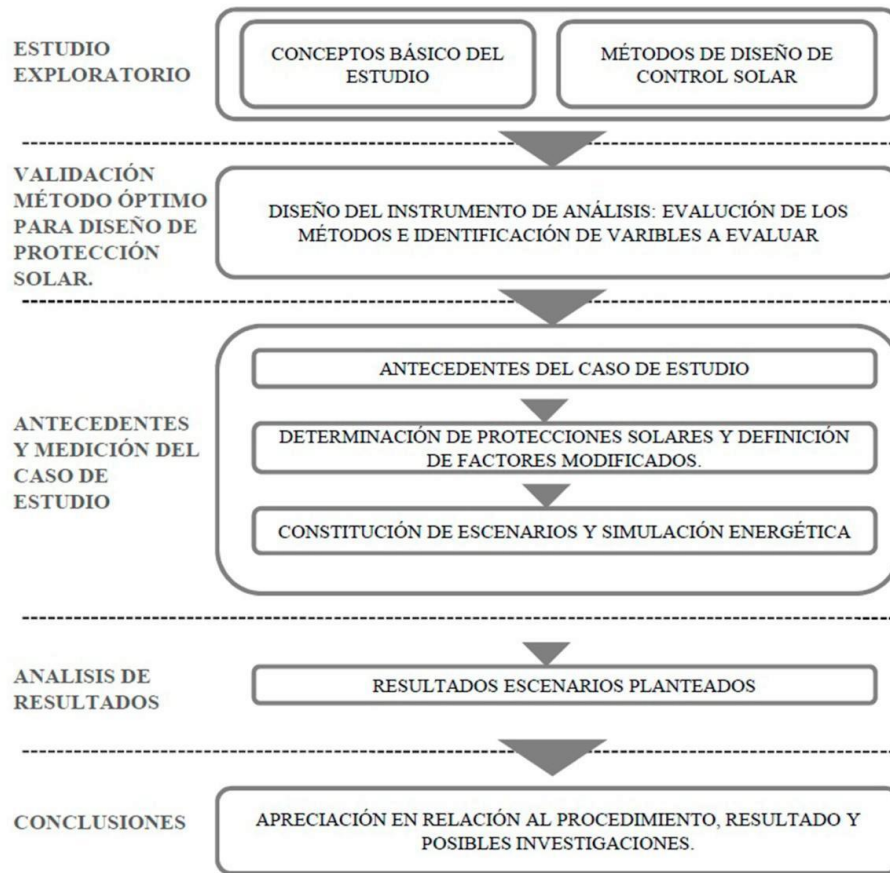 ESTUDIO
EXPLORATORIO
CONCEPTOS BÁSICO DEL
ESTUDIO
MÉTODOS DE DISEÑO DE
CONTROL SOLAR
VALIDACIÓN
MÉTODO ÓPTIMO
PARA DISEÑO DE
PROTECCIÓN
SOLAR.
DISEÑO DEL INSTRUMENTO DE ANÁLISIS: EVALUCIÓN DE LOS
MÉTODOS E IDENTIFICACIÓN DE VARIBLES A EVALUAR
ANTECEDENTES
Y MEDICIÓN DEL
CASO DE
ESTUDIO
ANTECEDENTES DEL CASO DE ESTUDIO
DETERMINACIÓN DE PROTECCIONES SOLARES Y DEFINICIÓN
DE FACTORES MODIFICADOS.
CONSTITUCIÓN DE ESCENARIOS Y SIMULACIÓN ENERGÉTICA
ANALISIS DE
RESULTADOS
RESULTADOS ESCENARIOS PLANTEADOS
CONCLUSIONES
APRECIACIÓN EN RELACIÓN AL PROCEDIMIENTO, RESULTADO Y
POSIBLES INVESTIGACIONES.